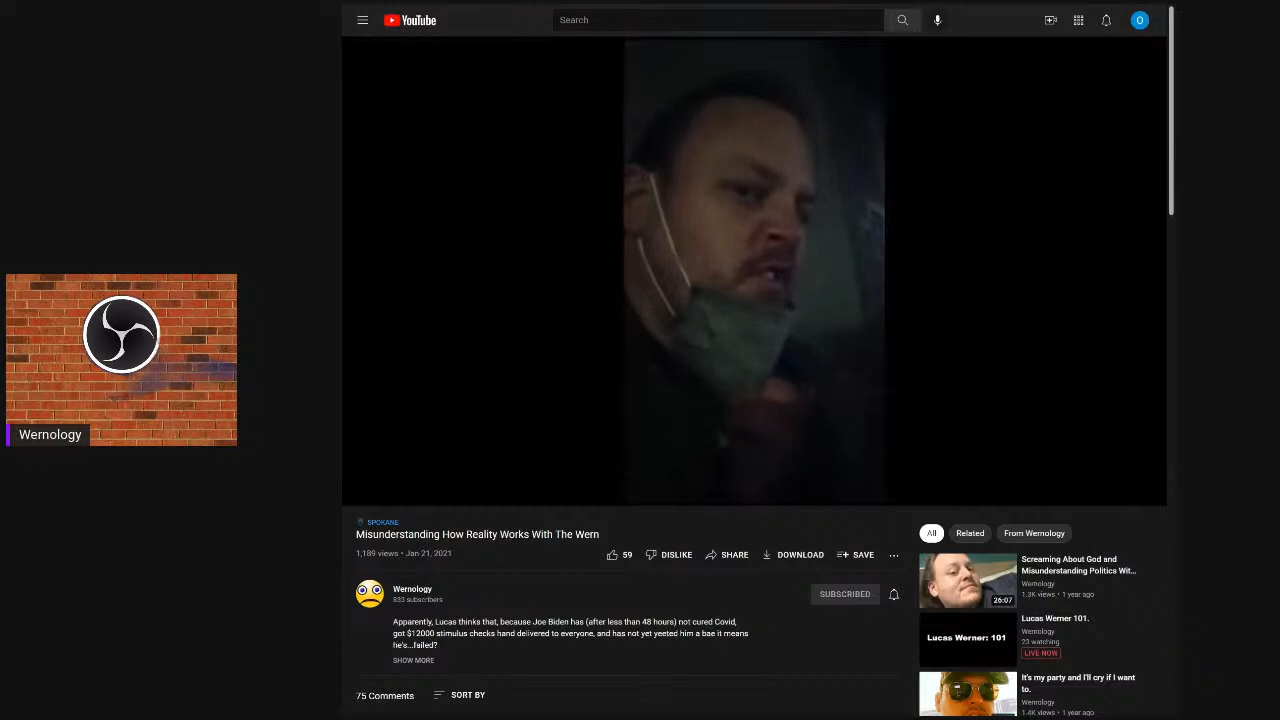 YouTube
Search
O
Wernology
SPOKANE
Misunderstanding How Reality Works With The Wern
1,189 views • Jan 21, 2021
59
DISLIKE
SHARE
DOWNLOAD
SAVE
Wernology
833 subscribers
SUBSCRIBED
Apparently, Lucas thinks that, because Joe Biden has (after less than 48 hours) not cured Covid,
got $12000 stimulus checks hand delivered to everyone, and has not yet yeeted him a bae it means
he's...failed?
SHOW MORE
75 Comments
SORT BY
All
Related
From Wernology
26:07
Screaming About God and
Misunderstanding Politics Wit...
Wernology
1.3K views • 1 year ago
Lucas Werner: 101
Lucas Werner 101.
Wernology
23 watching
LIVE NOW
It's my party and I'll cry if I want
to.
Wernology
1.4K views • 1 year ago